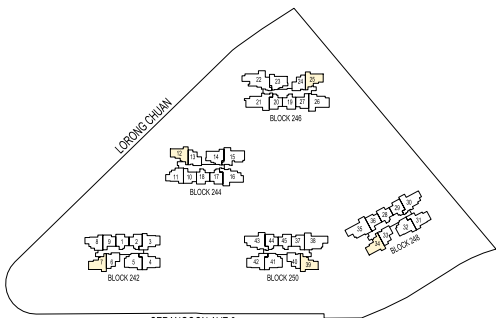 LORONG CHUAN
22 23 24 25
21 20 19 27 26
BLOCK 246
12 13 14 15
11 10 18 17 16
BLOCK 244
30
29
28
36
35
31
32
33
34
BLOCK 248
8 9 1 2 3
7 6 5 4
BLOCK 242
43 44 45 37 38
42 41 40 39
BLOCK 250